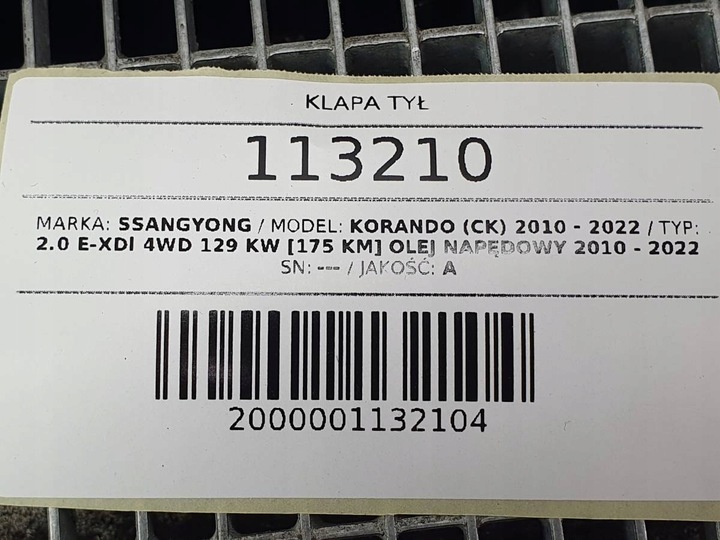 KLAPA TYŁ
113210
MARKA: SSANGYONG / MODEL: KORANDO (CK) 2010 - 2022 / TYP:
2.0 E-XDI 4WD 129 KW [175 KM] OLEJ NAPĘDOWY 2010 - 2022
SN: --- / JAKOŚĆ: A
2000001132104